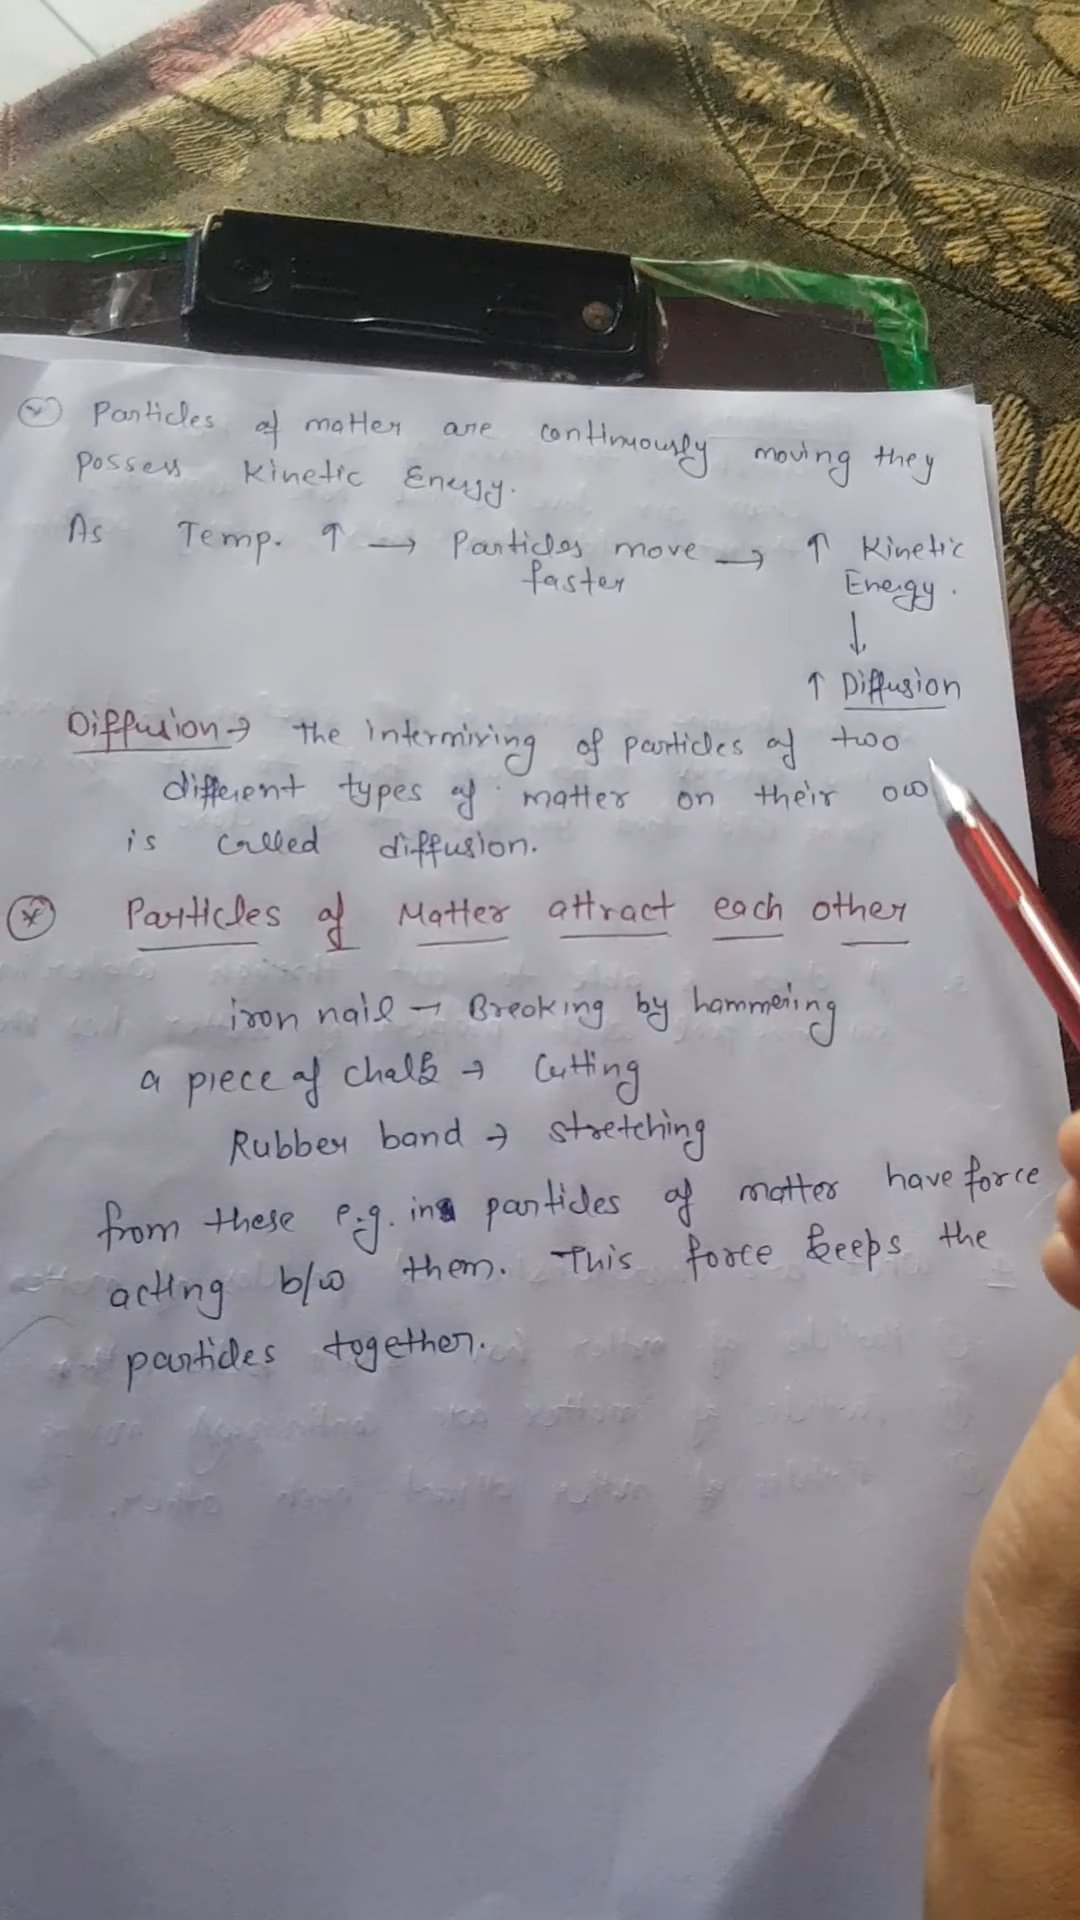 Particles of matter are continuously moving they
possess Kinetic Energy.
As Temp. ↑ → Particles move → ↑ Kinetic
faster Energy.
↓
↑ Diffusion
Diffusion → the intermixing of particles of two
different types of matter on their ow
is called diffusion.
Particles of Matter attract each other
iron nail → Breaking by hammering
a piece of chalk → Cutting
Rubber band → stretching
from these e.g. ing particles of matter have force
acting b/w them. This force keeps the
particles together.